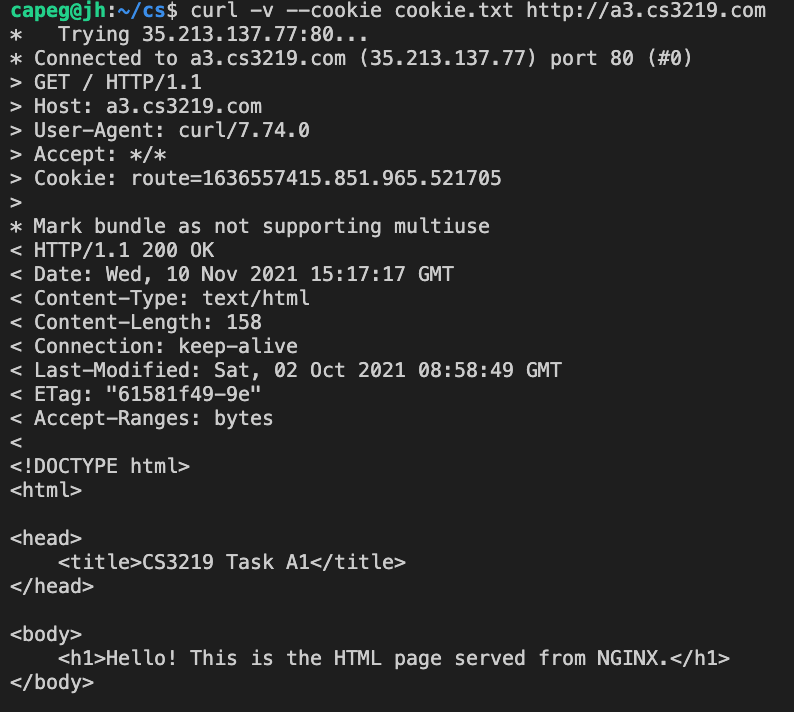 capeg@jh:~/cs$ curl -v --cookie cookie.txt http://a3.cs3219.com
*   Trying 35.213.137.77:80...
* Connected to a3.cs3219.com (35.213.137.77) port 80 (#0)
> GET / HTTP/1.1
> Host: a3.cs3219.com
> User-Agent: curl/7.74.0
> Accept: */*
> Cookie: route=1636557415.851.965.521705
>
* Mark bundle as not supporting multiuse
< HTTP/1.1 200 OK
< Date: Wed, 10 Nov 2021 15:17:17 GMT
< Content-Type: text/html
< Content-Length: 158
< Connection: keep-alive
< Last-Modified: Sat, 02 Oct 2021 08:58:49 GMT
< ETag: "61581f49-9e"
< Accept-Ranges: bytes
<
<!DOCTYPE html>
<html>

<head>
    <title>CS3219 Task A1</title>
</head>

<body>
    <h1>Hello! This is the HTML page served from NGINX.</h1>
</body>